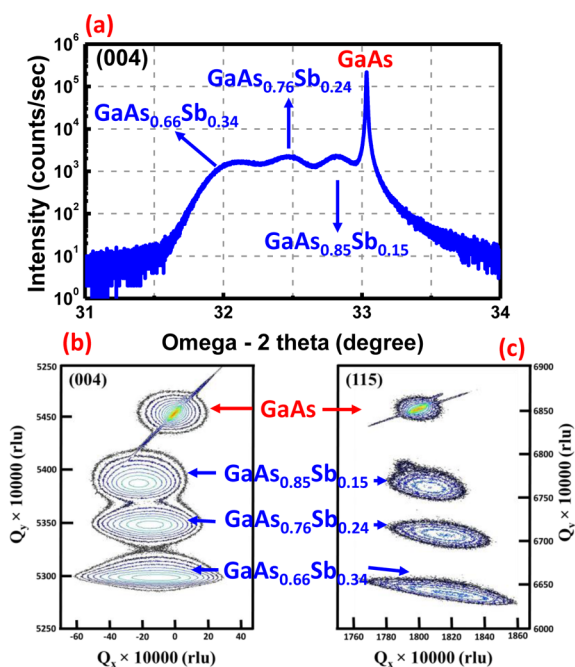 (a)
(004)
GaAs
GaAs0.76Sb0.24
GaAs0.66Sb0.34
GaAs0.85Sb0.15
Intensity (counts/sec)
10^6
10^5
10^4
10^3
10^2
10^1
10^0
31 32 33 34
Omega - 2 theta (degree)
(b)
(c)
(004)
(115)
GaAs
GaAs0.85Sb0.15
GaAs0.76Sb0.24
GaAs0.66Sb0.34
Qy × 10000 (rlu)
5250
5450
5400
5350
5300
5250
-60 -40 -20 0 20
Qx × 10000 (rlu)
6900
6850
6800
6750
6700
6640
6000
Qy × 10000 (rlu)
1760 1780 1800 1820 1840 1860
Qx × 10000 (rlu)